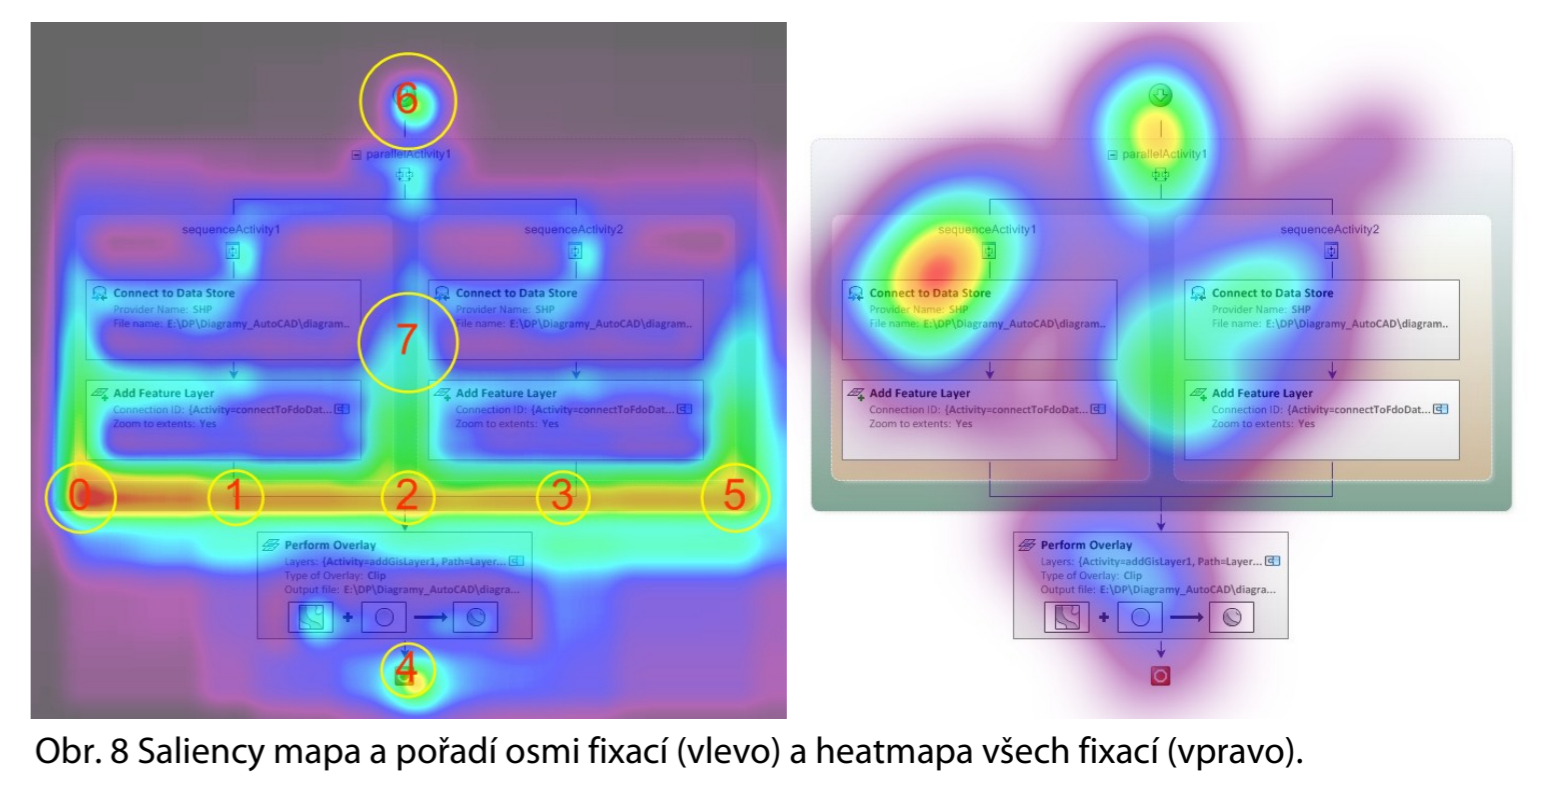 6
parallelActivity1
sequenceActivity1
sequenceActivity2
Connect to Data Store
Provider Name: SHP
File name: E:\DP\Diagramy_AutoCAD\diagram..
Connect to Data Store
Provider Name: SHP
File name: E:\DP\Diagramy_AutoCAD\diagram..
7
Add Feature Layer
Connection ID: {Activity=connectToFdoDat...
Zoom to extents: Yes
Add Feature Layer
Connection ID: {Activity=connectToFdoDat...
Zoom to extents: Yes
0 1 2 3 5
Perform Overlay
Layers: {Activity=addGisLayer1, Path=Layer...
Type of Overlay: Clip
Output file: E:\DP\Diagramy_AutoCAD\diagra...
4
parallelActivity1
sequenceActivity1
sequenceActivity2
Connect to Data Store
Provider Name: SHP
File name: E:\DP\Diagramy_AutoCAD\diagram..
Connect to Data Store
Provider Name: SHP
File name: E:\DP\Diagramy_AutoCAD\diagram..
Add Feature Layer
Connection ID: {Activity=connectToFdoDat...
Zoom to extents: Yes
Add Feature Layer
Connection ID: {Activity=connectToFdoDat...
Zoom to extents: Yes
Perform Overlay
Layers: {Activity=addGisLayer1, Path=Layer...
Type of Overlay: Clip
Output file: E:\DP\Diagramy_AutoCAD\diagra...
Obr. 8 Saliency mapa a pořadí osmi fixací (vlevo) a heatmapa všech fixací (vpravo).